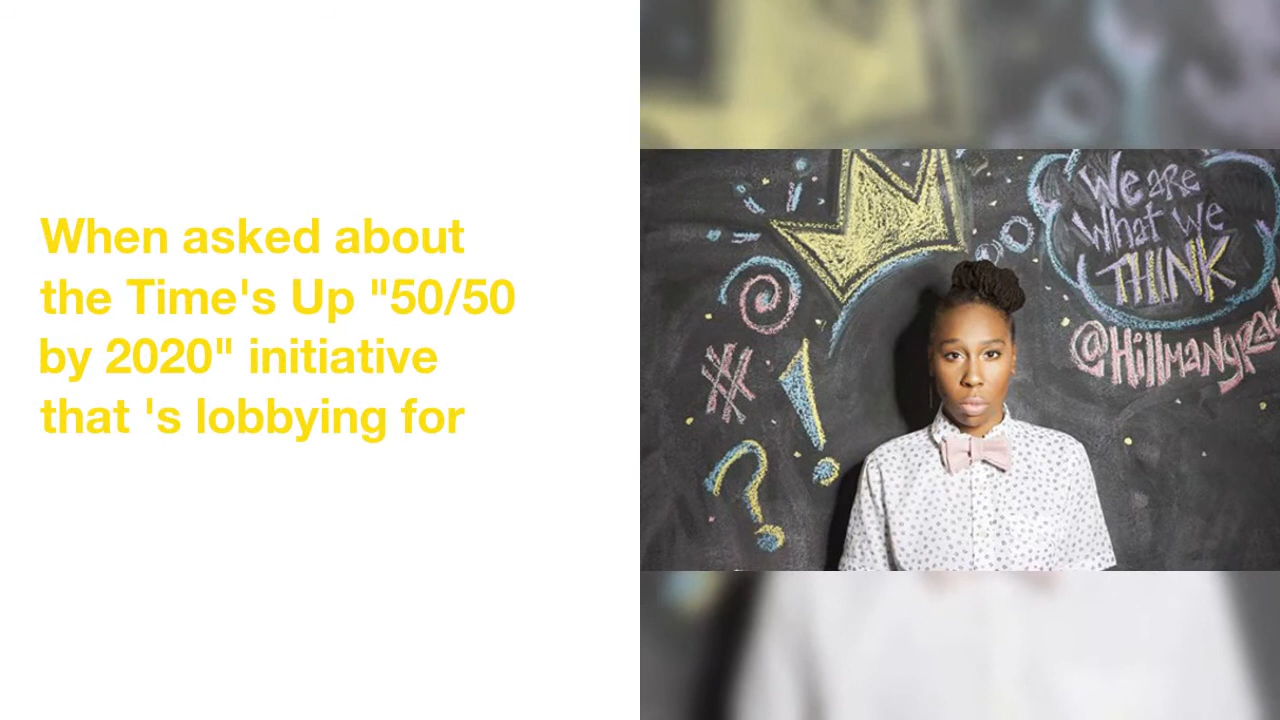 When asked about
the Time's Up "50/50
by 2020" initiative
that 's lobbying for
We are
What we
THINK
@Hillmangrad